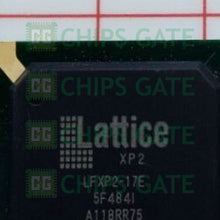 CHIPS GATE
CHIPS GATE
Lattice
XP2
LFXP2-17E
5F484I
A118RR75
CHIPS GATE
CHIPS GATE